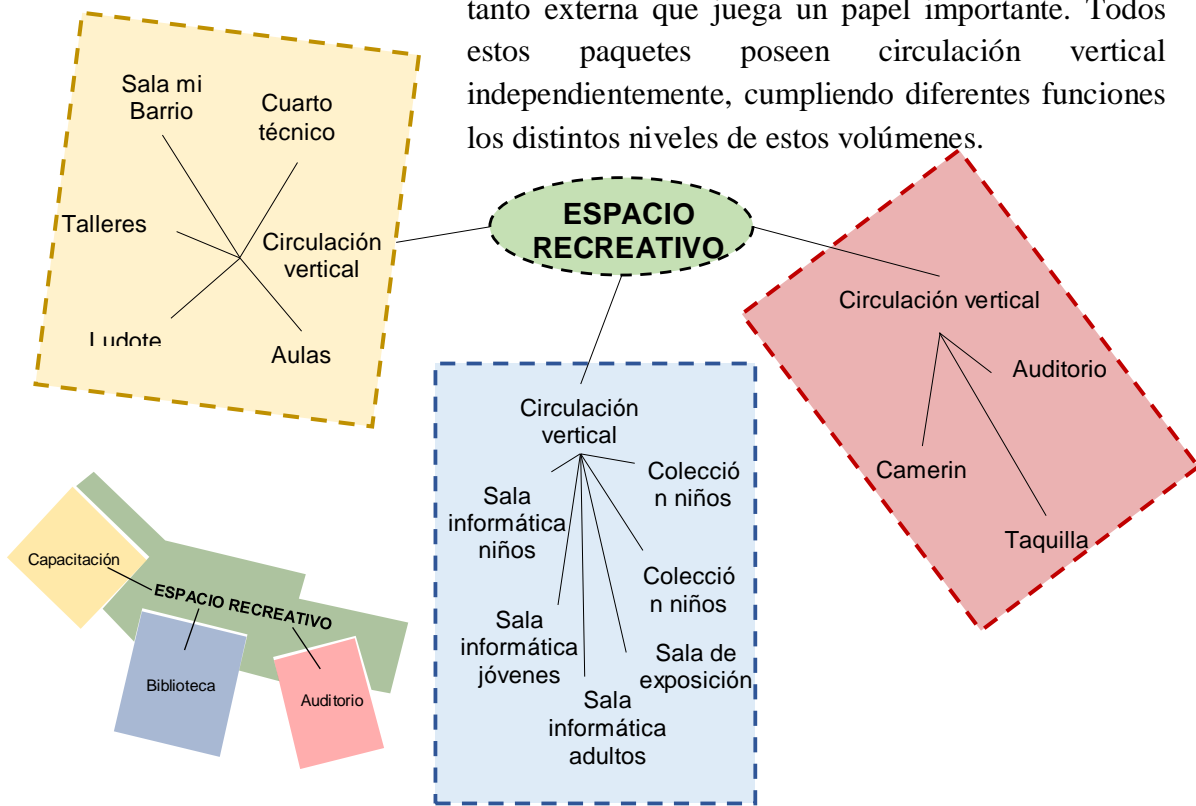 tanto externa que juega un papel importante. Todos
estos paquetes poseen circulación vertical
independientemente, cumpliendo diferentes funciones
los distintos niveles de estos volúmenes.
Sala mi
Barrio
Cuarto
técnico
Talleres
Circulación
vertical
Ludote
Aulas
ESPACIO
RECREATIVO
Circulación vertical
Auditorio
Camerin
Taquilla
Circulación
vertical
Colecció
n niños
Sala
informática
niños
Colecció
n niños
Sala
informática
jóvenes
Sala de
exposición
Sala
informática
adultos
Capacitación
ESPACIO RECREATIVO
Biblioteca
Auditorio